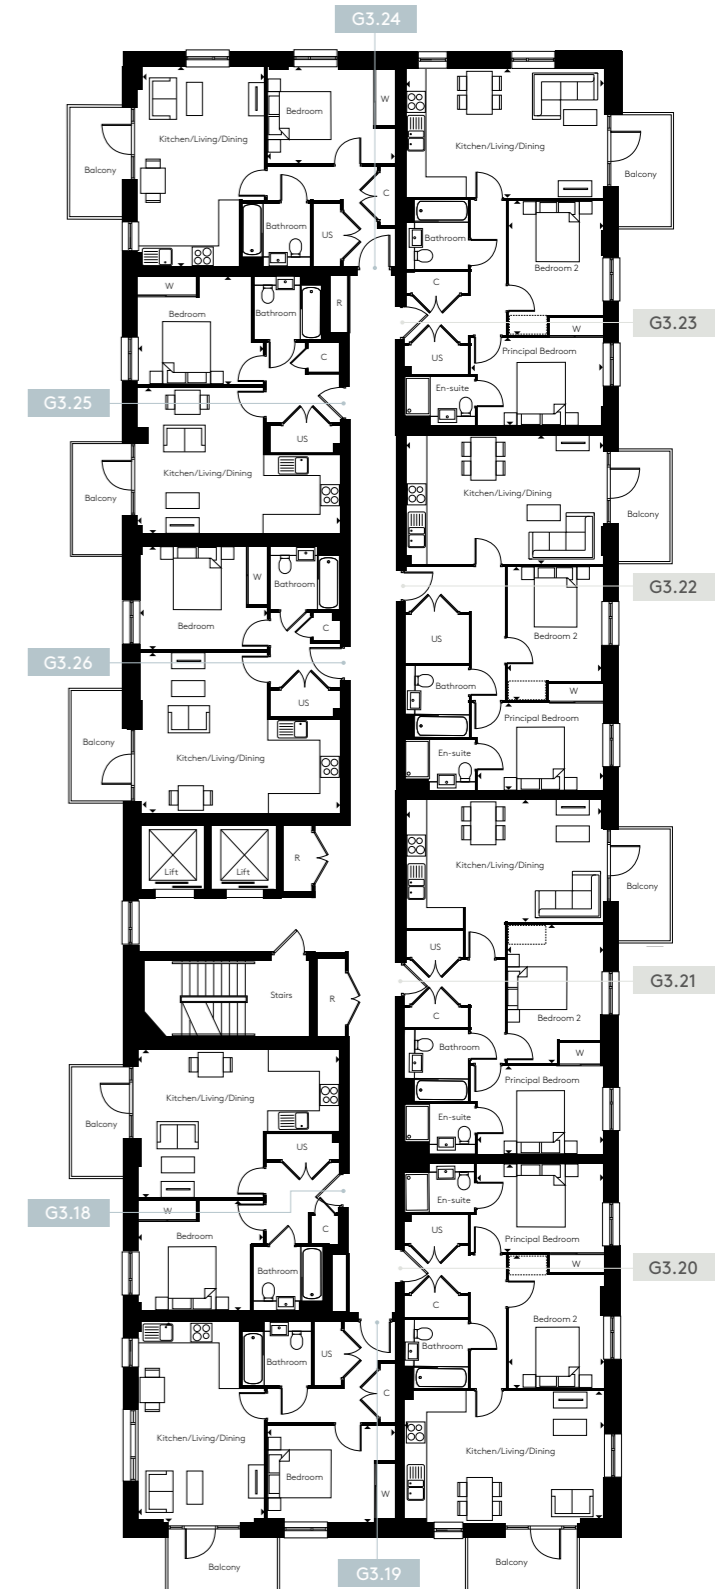 G3.24
W
Bedroom
Kitchen/Living/Dining
Kitchen/Living/Dining
Balcony
Balcony
C
Bathroom
US
Bathroom
Bedroom 2
C
W
R
Bedroom
Bathroom
G3.23
W
C
US
Principal Bedroom
En-suite
G3.25
US
Kitchen/Living/Dining
Balcony
Kitchen/Living/Dining
Balcony
W
Bathroom
G3.22
Bedroom
C
US
Bedroom 2
G3.26
Bathroom
W
US
Principal Bedroom
Balcony
Kitchen/Living/Dining
En-suite
Lift
Lift
R
Kitchen/Living/Dining
Balcony
US
Stairs
R
G3.21
C
Bedroom 2
Bathroom
W
Principal Bedroom
Kitchen/Living/Dining
Balcony
En-suite
US
En-suite
G3.18
W
C
US
Bedroom
Principal Bedroom
Bathroom
W
G3.20
C
Bedroom 2
US
Bathroom
Bathroom
C
Kitchen/Living/Dining
Kitchen/Living/Dining
Bedroom
W
Balcony
Balcony
G3.19